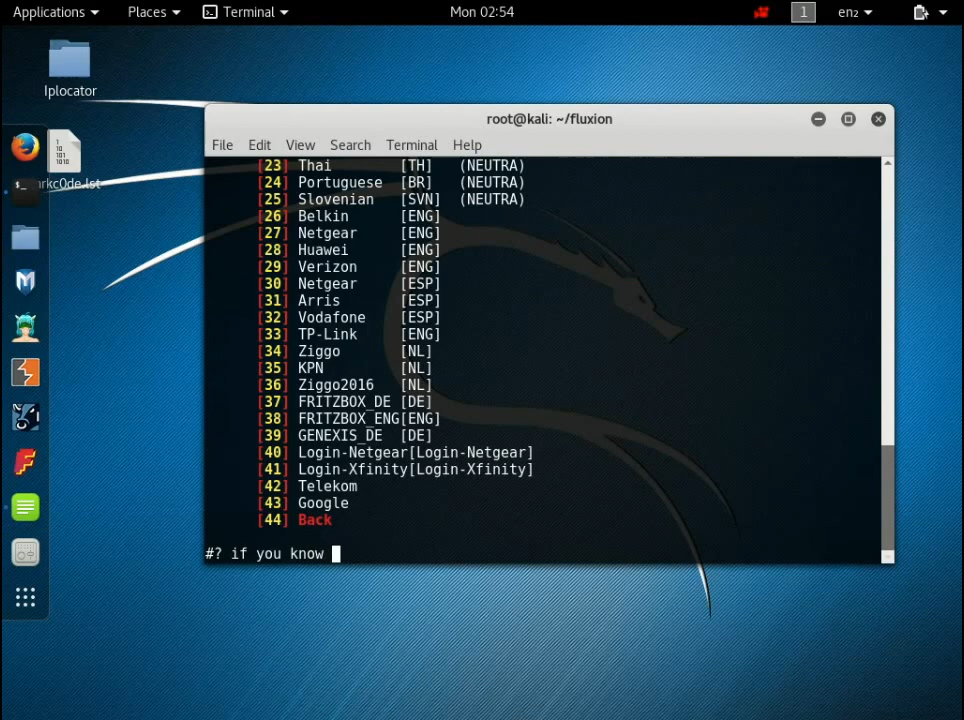 Applications Places Terminal Mon 02:54 1 en₂
Iplocator
rkc0de.lst
root@kali: ~/fluxion
File Edit View Search Terminal Help
[23] Thai [TH] (NEUTRA)
[24] Portuguese [BR] (NEUTRA)
[25] Slovenian [SVN] (NEUTRA)
[26] Belkin [ENG]
[27] Netgear [ENG]
[28] Huawei [ENG]
[29] Verizon [ENG]
[30] Netgear [ESP]
[31] Arris [ESP]
[32] Vodafone [ESP]
[33] TP-Link [ENG]
[34] Ziggo [NL]
[35] KPN [NL]
[36] Ziggo2016 [NL]
[37] FRITZBOX_DE [DE]
[38] FRITZBOX_ENG[ENG]
[39] GENEXIS_DE [DE]
[40] Login-Netgear[Login-Netgear]
[41] Login-Xfinity[Login-Xfinity]
[42] Telekom
[43] Google
[44] Back
#? if you know